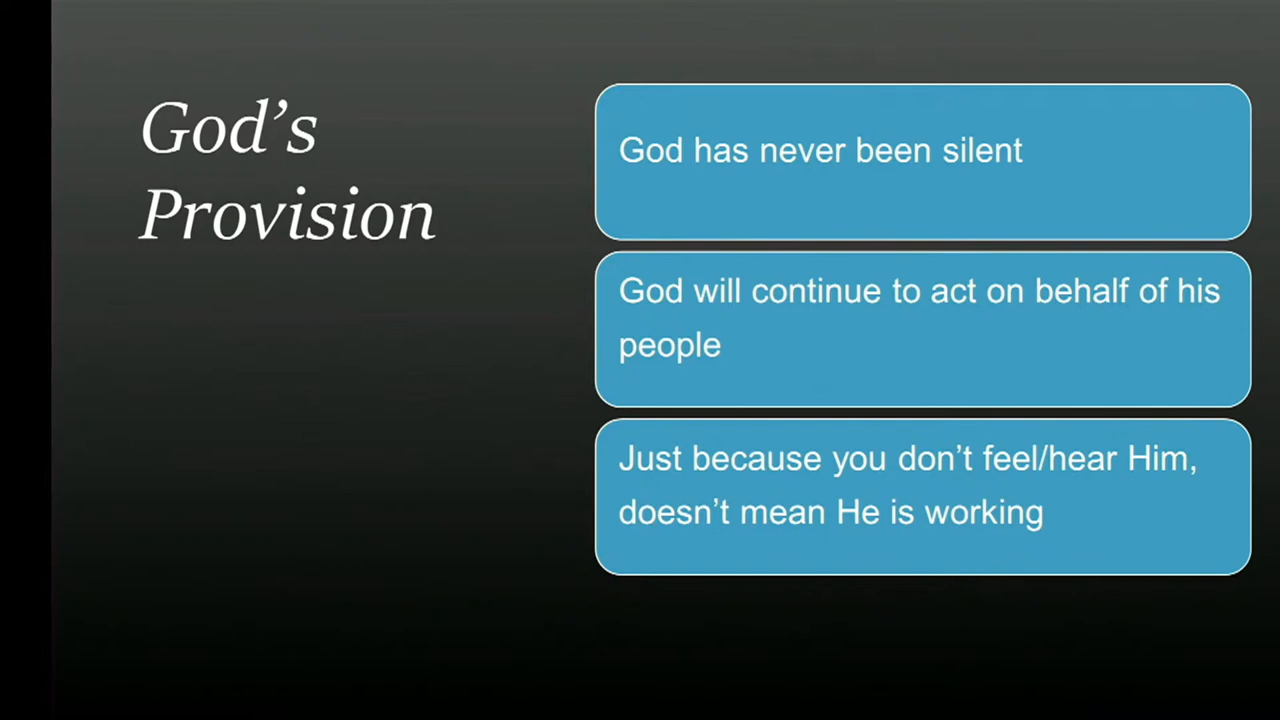 God’s
Provision
God has never been silent
God will continue to act on behalf of his
people
Just because you don’t feel/hear Him,
doesn’t mean He is working